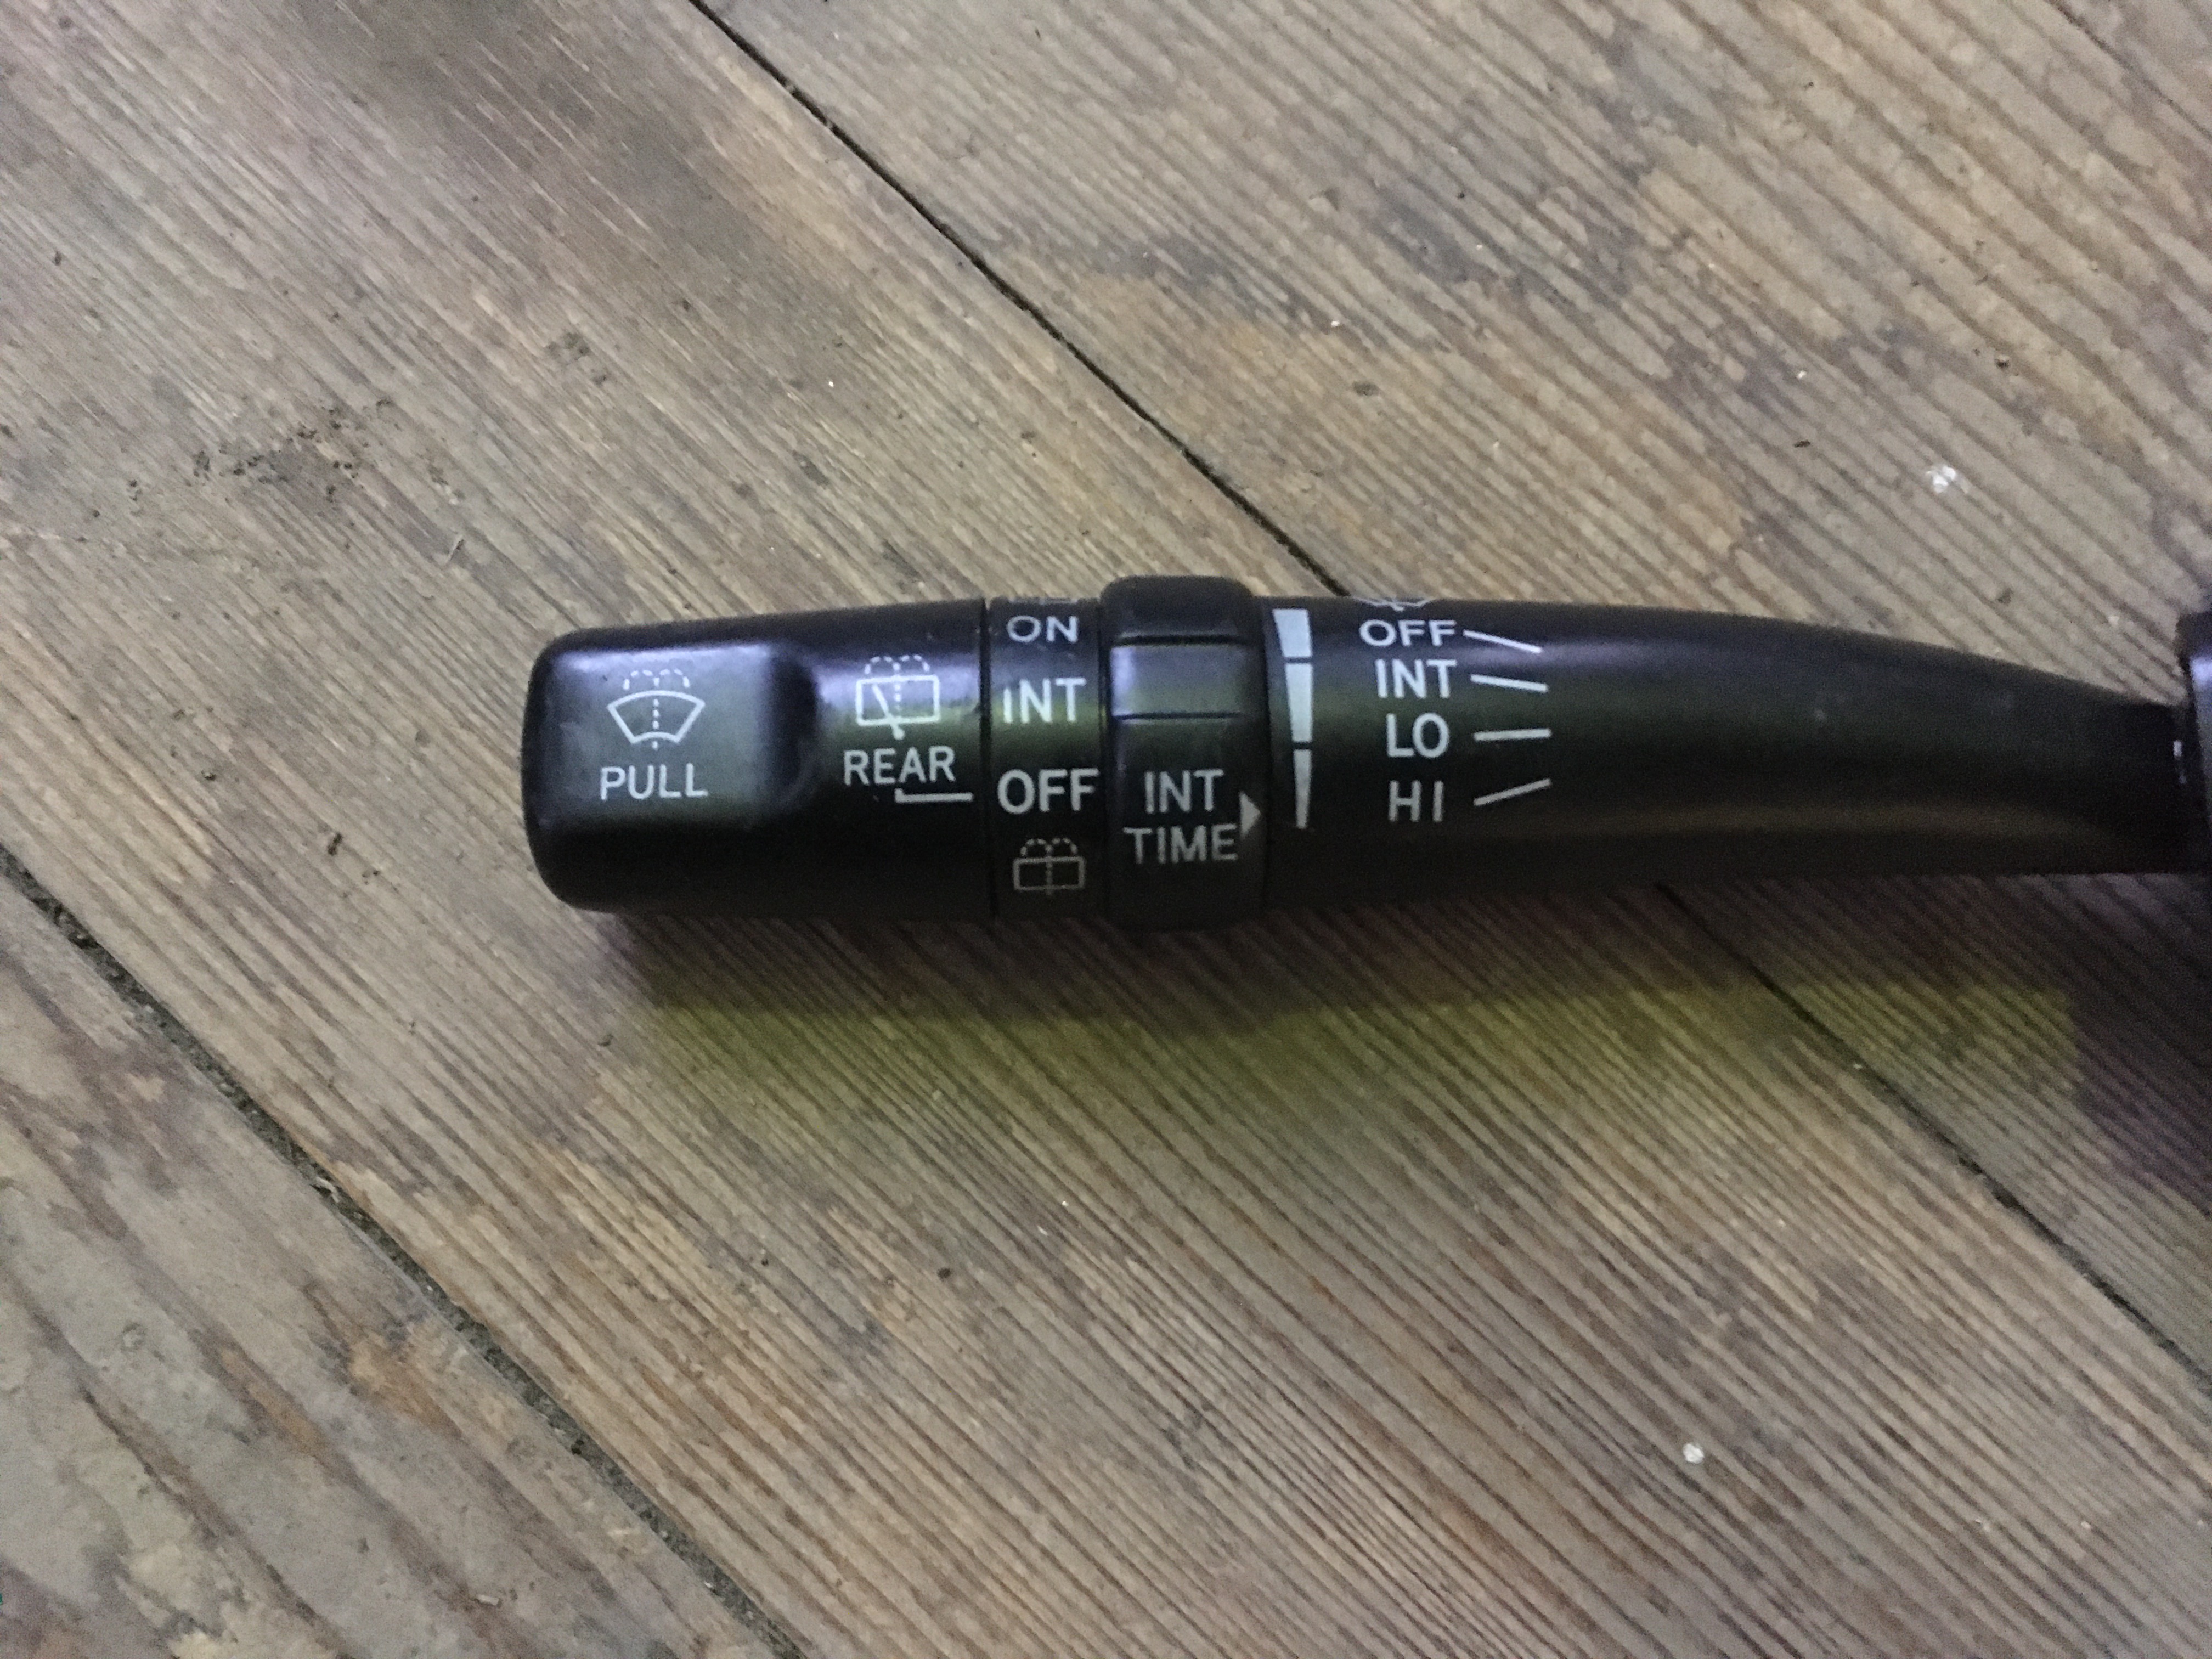 PULL
REAR
ON
INT
OFF
INT
TIME
OFF
INT
LO
HI